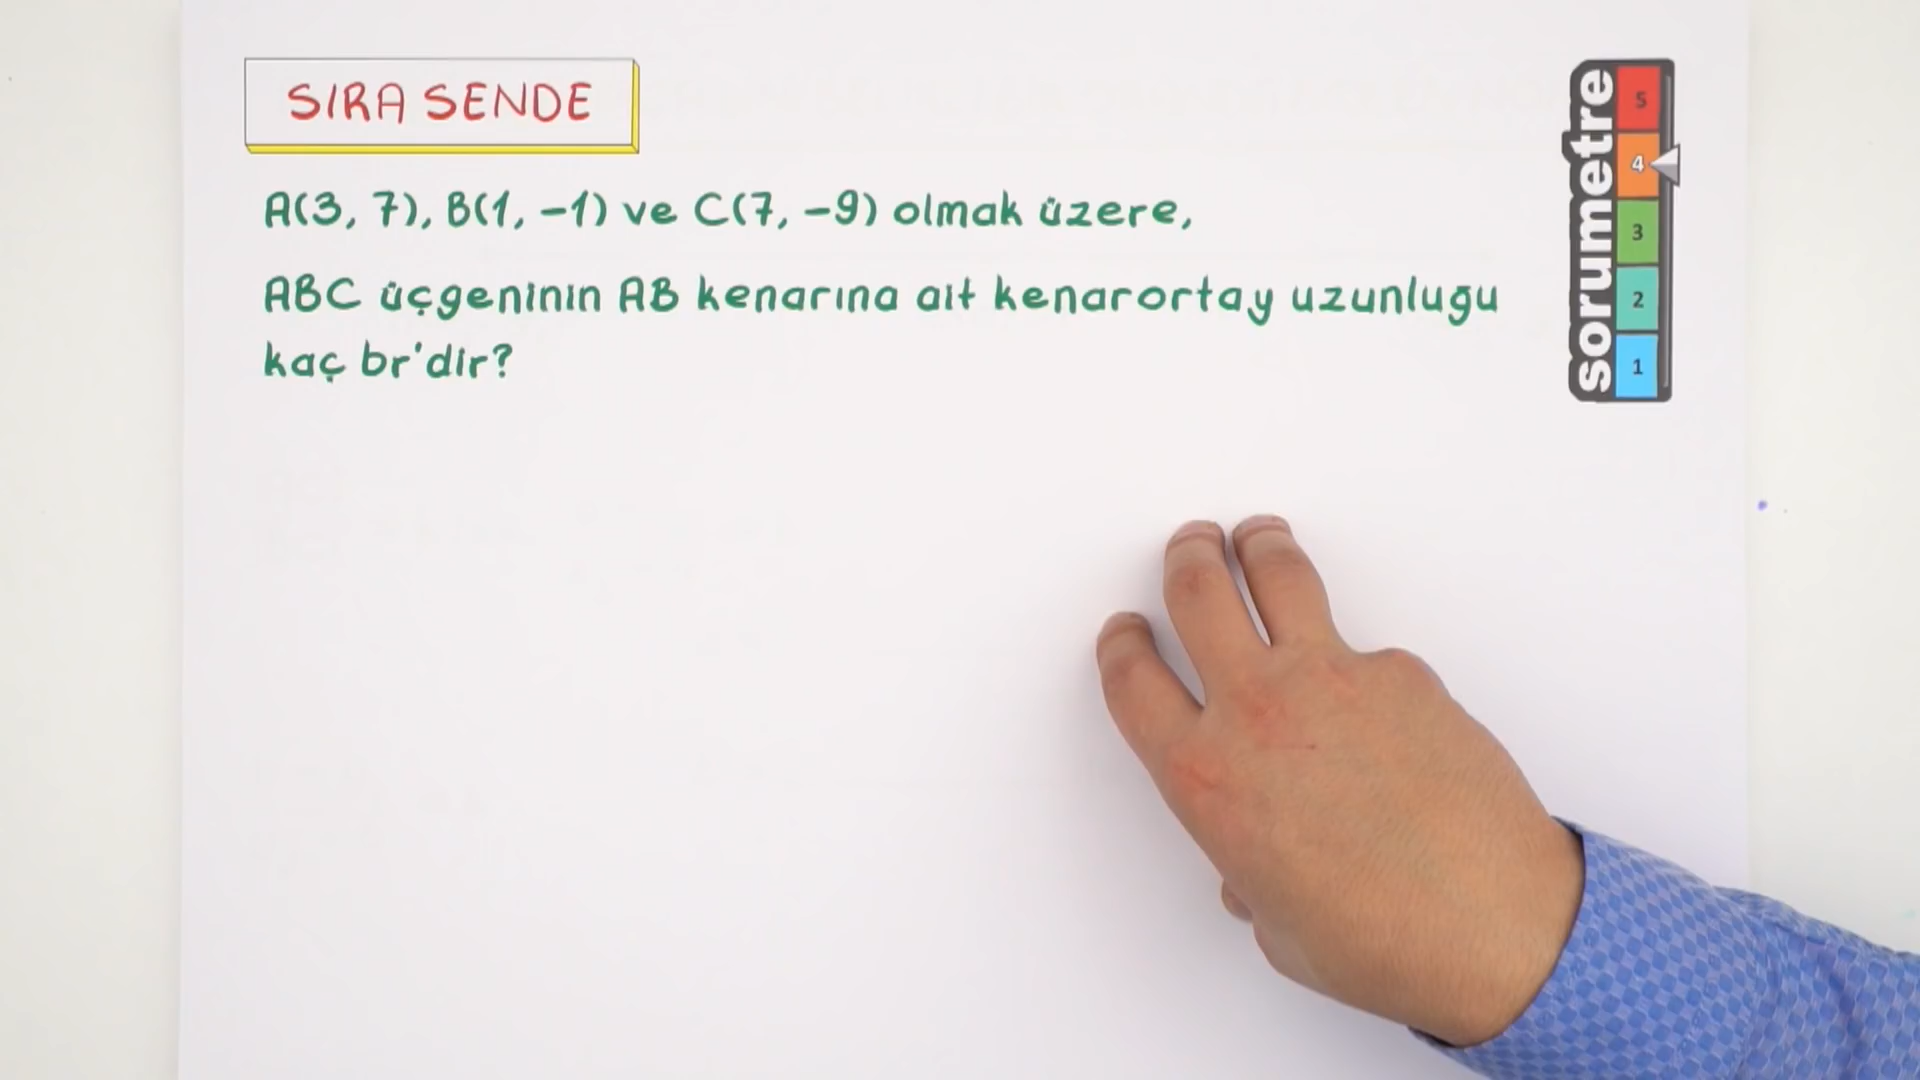 SIRA SENDE
A(3, 7), B(1, -1) ve C(7, -9) olmak üzere,
ABC üçgeninin AB kenarına ait kenarortay uzunluğu
kaç br'dir?
sorumetre
5
4
3
2
1